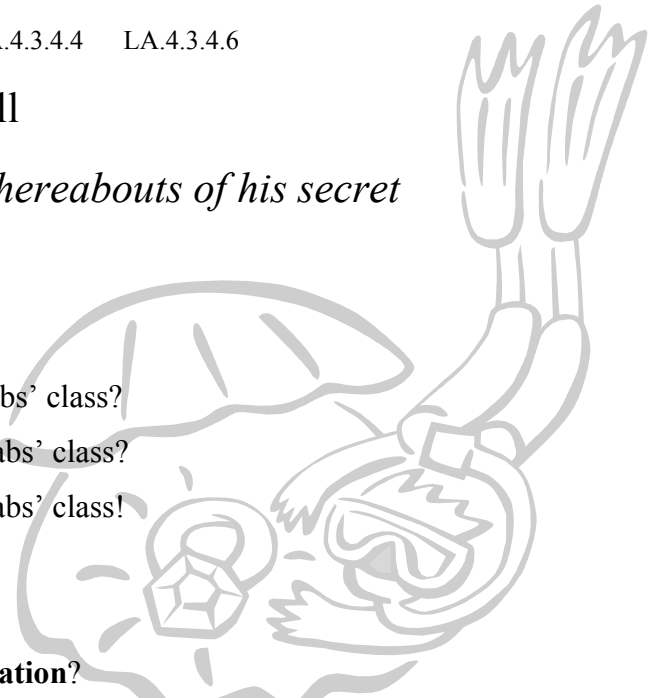 .4.3.4.4 LA.4.3.4.6
ll
hereabouts of his secret
bs’ class?
abs’ class?
abs’ class!
ation?